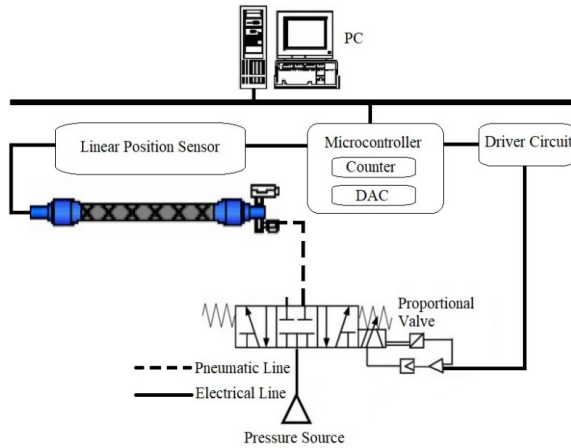 PC
Linear Position Sensor
Microcontroller
Counter
DAC
Driver Circuit
Proportional
Valve
Pneumatic Line
Electrical Line
Pressure Source